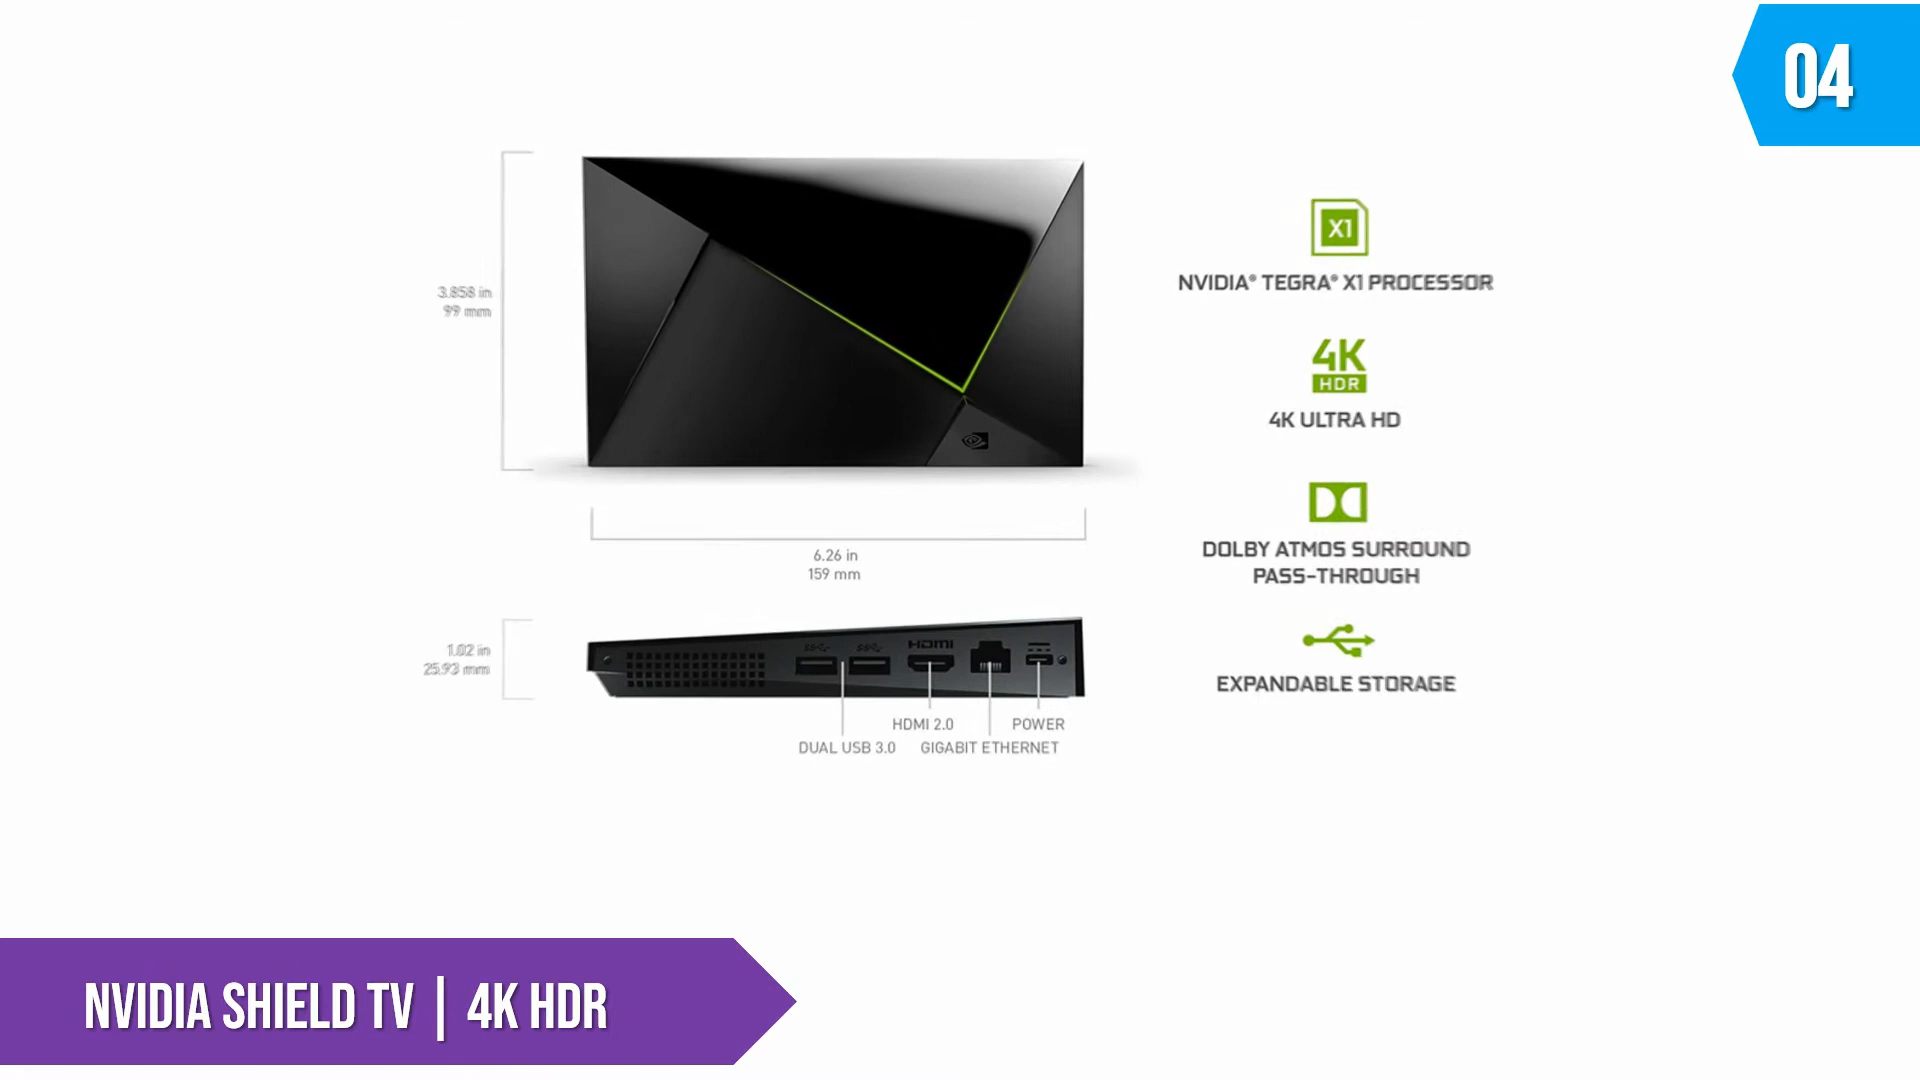 04
X1
NVIDIA® TEGRA® X1 PROCESSOR
3.858 in
99 mm
4K
HDR
4K ULTRA HD
DOLBY ATMOS SURROUND
PASS-THROUGH
6.26 in
159 mm
1.02 in
25.93 mm
HDMI
EXPANDABLE STORAGE
HDMI 2.0
POWER
DUAL USB 3.0
GIGABIT ETHERNET
NVIDIA SHIELD TV | 4K HDR